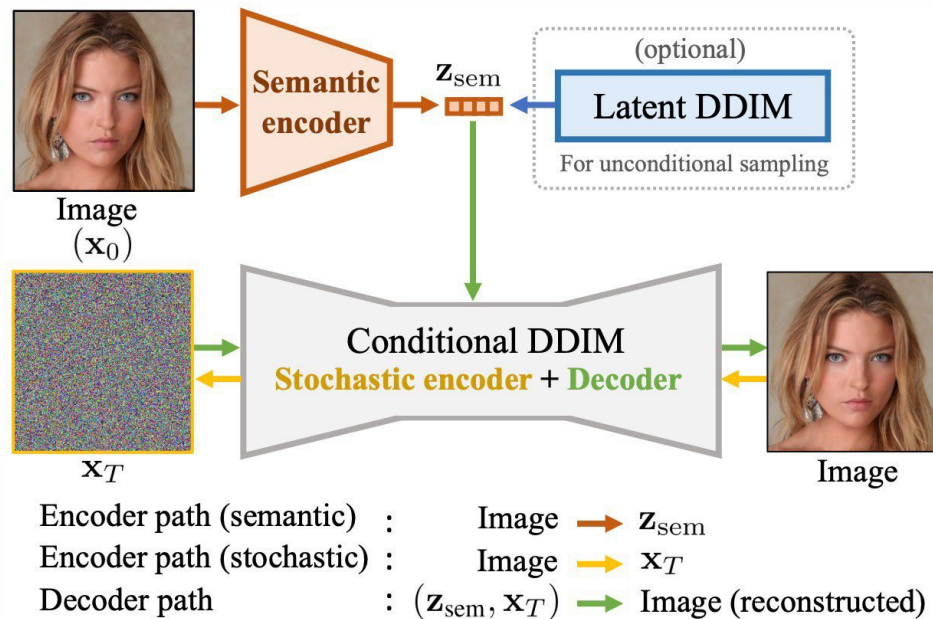 (optional)
z_sem
Semantic encoder
Latent DDIM
For unconditional sampling
Image
(x_0)
Conditional DDIM
Stochastic encoder + Decoder
x_T
Image
Encoder path (semantic) : Image → z_sem
Encoder path (stochastic) : Image → x_T
Decoder path : (z_sem, x_T) → Image (reconstructed)